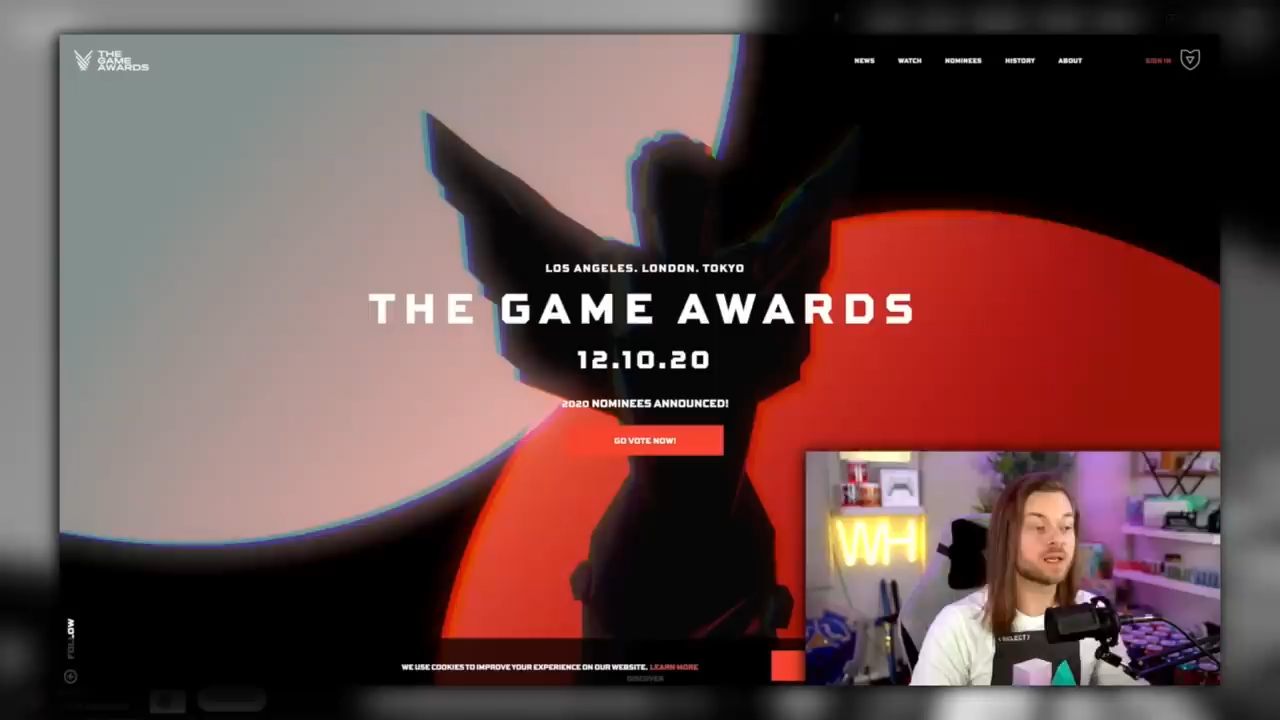 THE
GAME
AWARDS
NEWS
WATCH
NOMINEES
HISTORY
ABOUT
SIGN IN
LOS ANGELES. LONDON. TOKYO
THE GAME AWARDS
12.10.20
2020 NOMINEES ANNOUNCED!
GO VOTE NOW!
WH
<SELECT7
FOLLOW
WE USE COOKIES TO IMPROVE YOUR EXPERIENCE ON OUR WEBSITE. LEARN MORE
DISCOVER